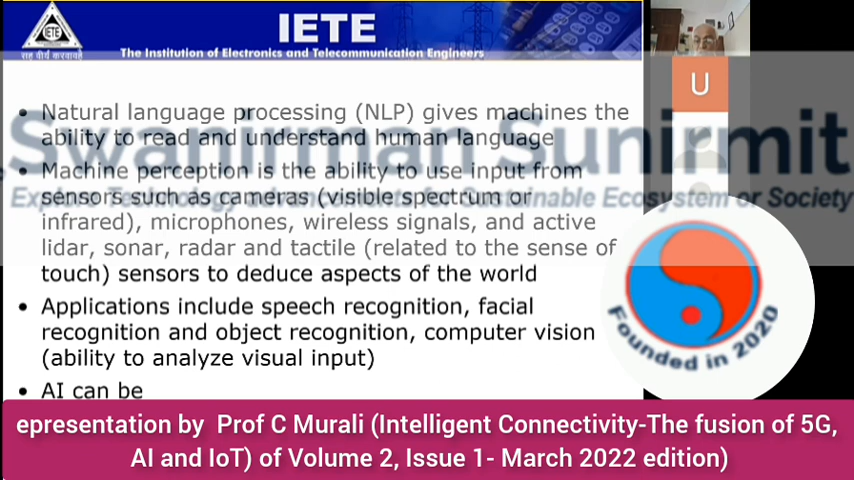 IETE
IETE
राष्ट्र वीर्यं करवावहै
The Institution of Electronics and Telecommunication Engineers
U
• Natural language processing (NLP) gives machines the
ability to read and understand human language
Swanirman Sunirmit
• Machine perception is the ability to use input from
sensors such as cameras (visible spectrum or
infrared), microphones, wireless signals, and active
lidar, sonar, radar and tactile (related to the sense of
touch) sensors to deduce aspects of the world
• Applications include speech recognition, facial
recognition and object recognition, computer vision
(ability to analyze visual input)
• AI can be
Founded in 2020
epresentation by Prof C Murali (Intelligent Connectivity-The fusion of 5G,
AI and IoT) of Volume 2, Issue 1- March 2022 edition)